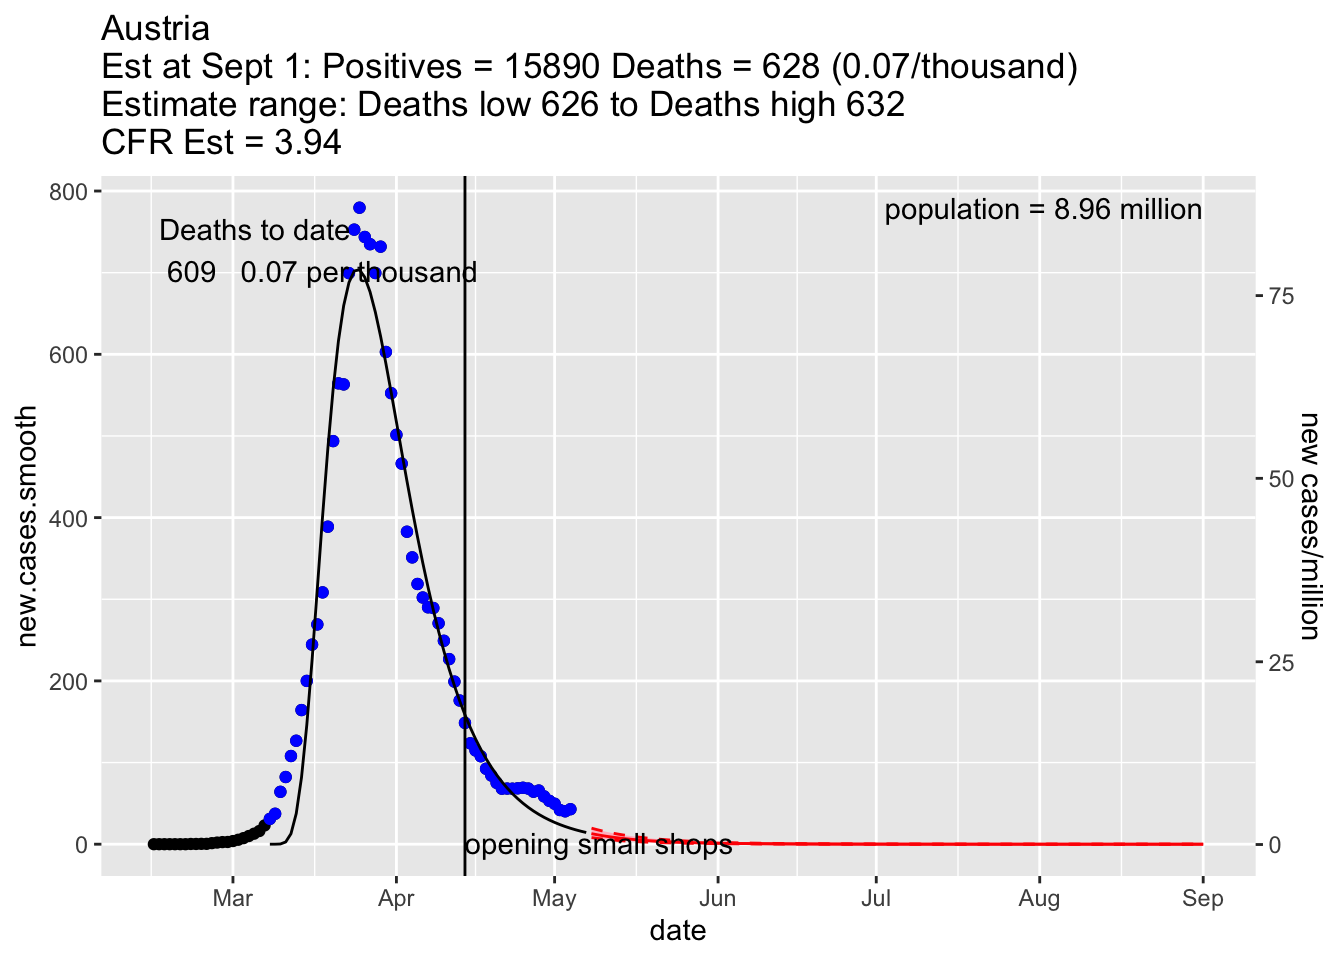 Austria
Est at Sept 1: Positives = 15890 Deaths = 628 (0.07/thousand)
Estimate range: Deaths low 626 to Deaths high 632
CFR Est = 3.94
800
600
400
200
0
new.cases.smooth
Deaths to date
609 0.07 per thousand
population = 8.96 million
opening small shops
75
50
25
0
new cases/million
Mar Apr May Jun Jul Aug Sep
date